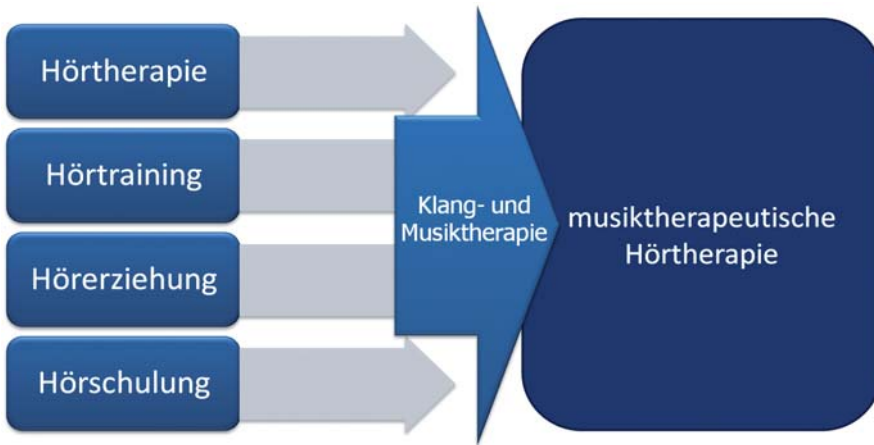 Hörtherapie
Hörtraining
Hörerziehung
Hörschulung
Klang- und
Musiktherapie
musiktherapeutische
Hörtherapie